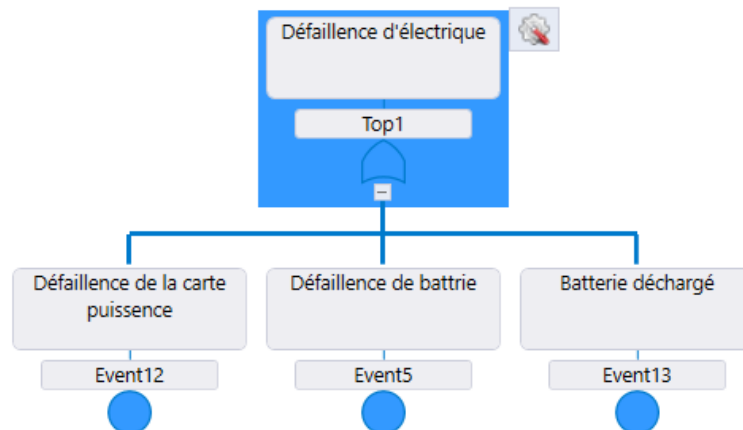 Défaillence d'électrique
Top1
Défaillence de la carte
puissence
Défaillence de battrie
Batterie déchargé
Event12
Event5
Event13